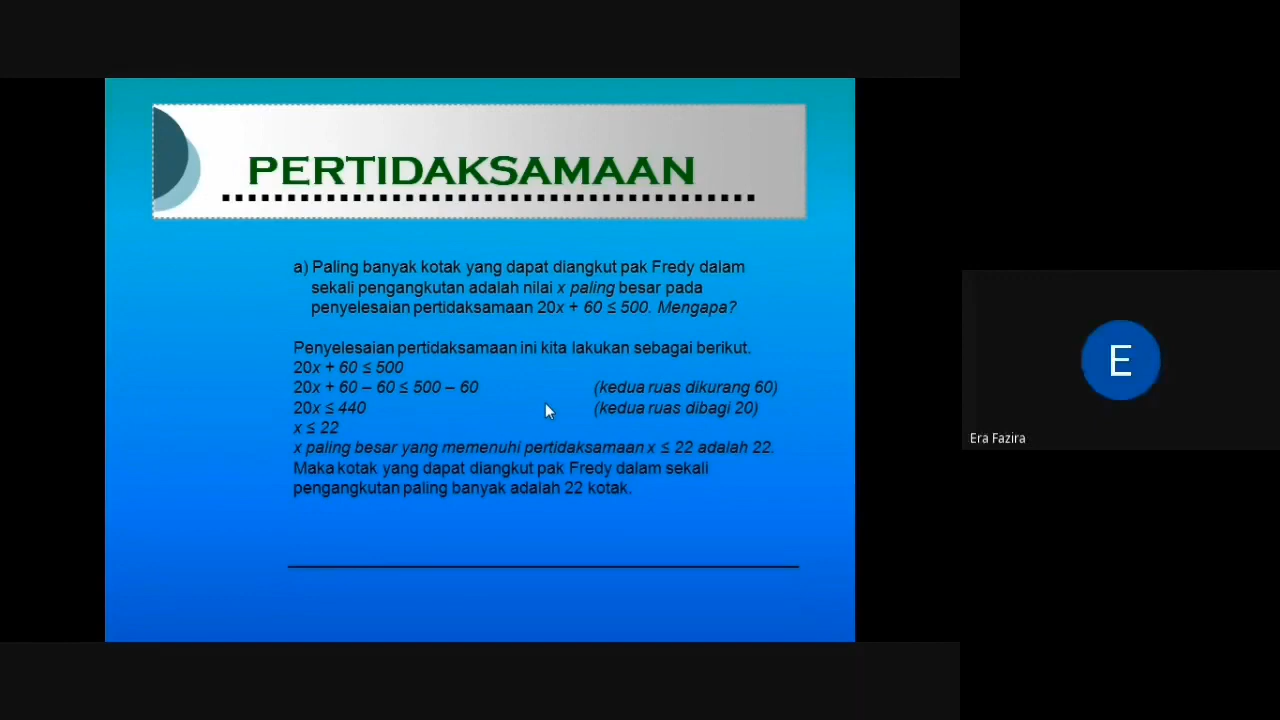 PERTIDAKSAMAAN
a) Paling banyak kotak yang dapat diangkut pak Fredy dalam
sekali pengangkutan adalah nilai x paling besar pada
penyelesaian pertidaksamaan 20x + 60 ≤ 500. Mengapa?
Penyelesaian pertidaksamaan ini kita lakukan sebagai berikut.
20x + 60 ≤ 500
20x + 60 – 60 ≤ 500 – 60 (kedua ruas dikurang 60)
20x ≤ 440 (kedua ruas dibagi 20)
x ≤ 22
x paling besar yang memenuhi pertidaksamaan x ≤ 22 adalah 22.
Maka kotak yang dapat diangkut pak Fredy dalam sekali
pengangkutan paling banyak adalah 22 kotak.
E
Era Fazira